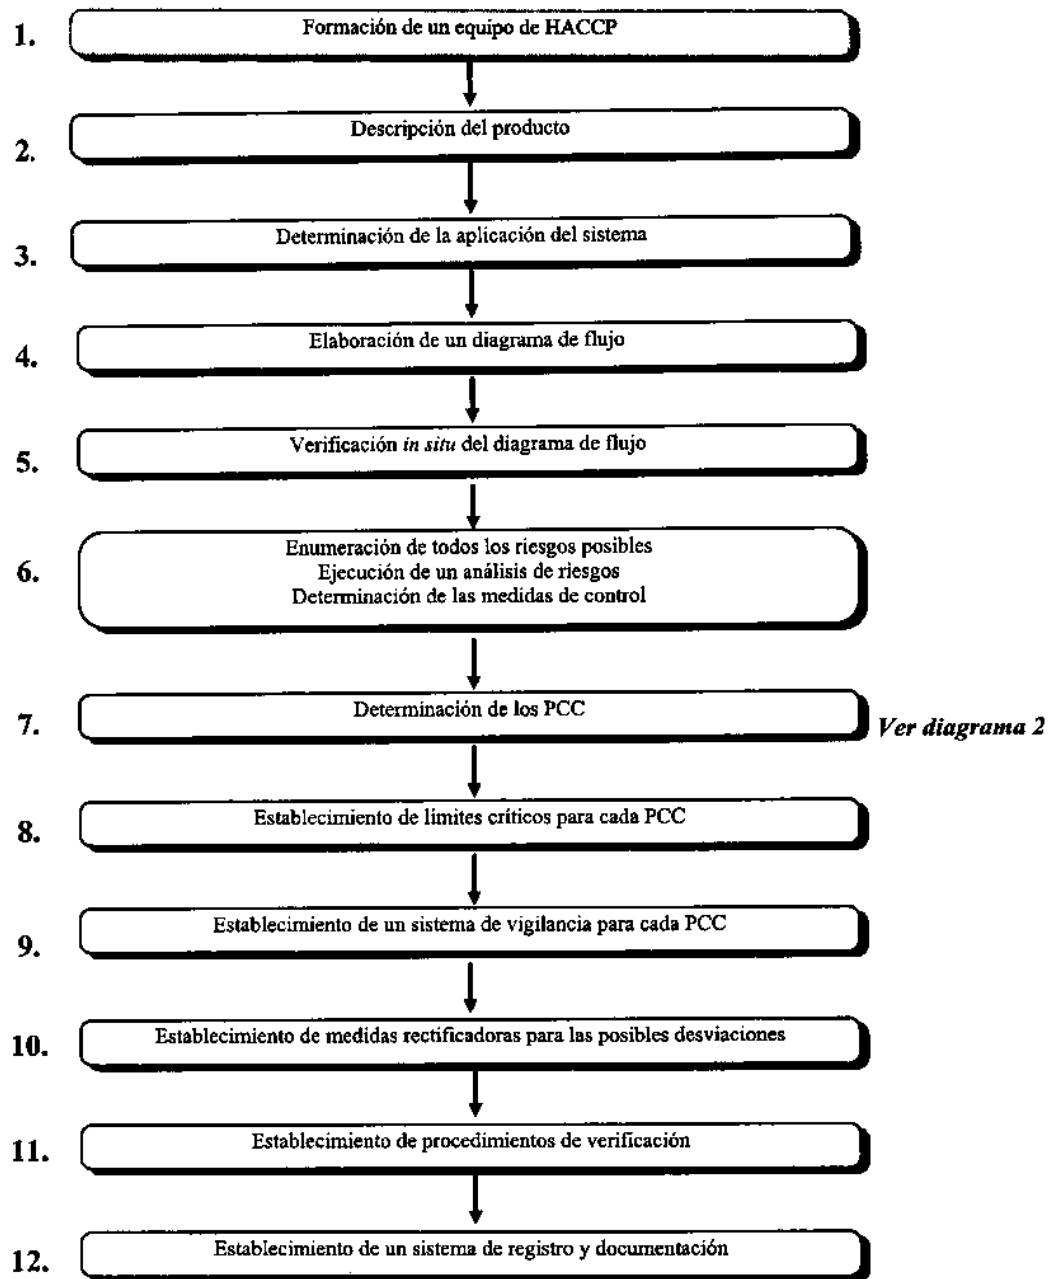 1. Formación de un equipo de HACCP
2. Descripción del producto
3. Determinación de la aplicación del sistema
4. Elaboración de un diagrama de flujo
5. Verificación in situ del diagrama de flujo
6. Enumeración de todos los riesgos posibles
Ejecución de un análisis de riesgos
Determinación de las medidas de control
7. Determinación de los PCC
Ver diagrama 2
8. Establecimiento de límites críticos para cada PCC
9. Establecimiento de un sistema de vigilancia para cada PCC
10. Establecimiento de medidas rectificadoras para las posibles desviaciones
11. Establecimiento de procedimientos de verificación
12. Establecimiento de un sistema de registro y documentación